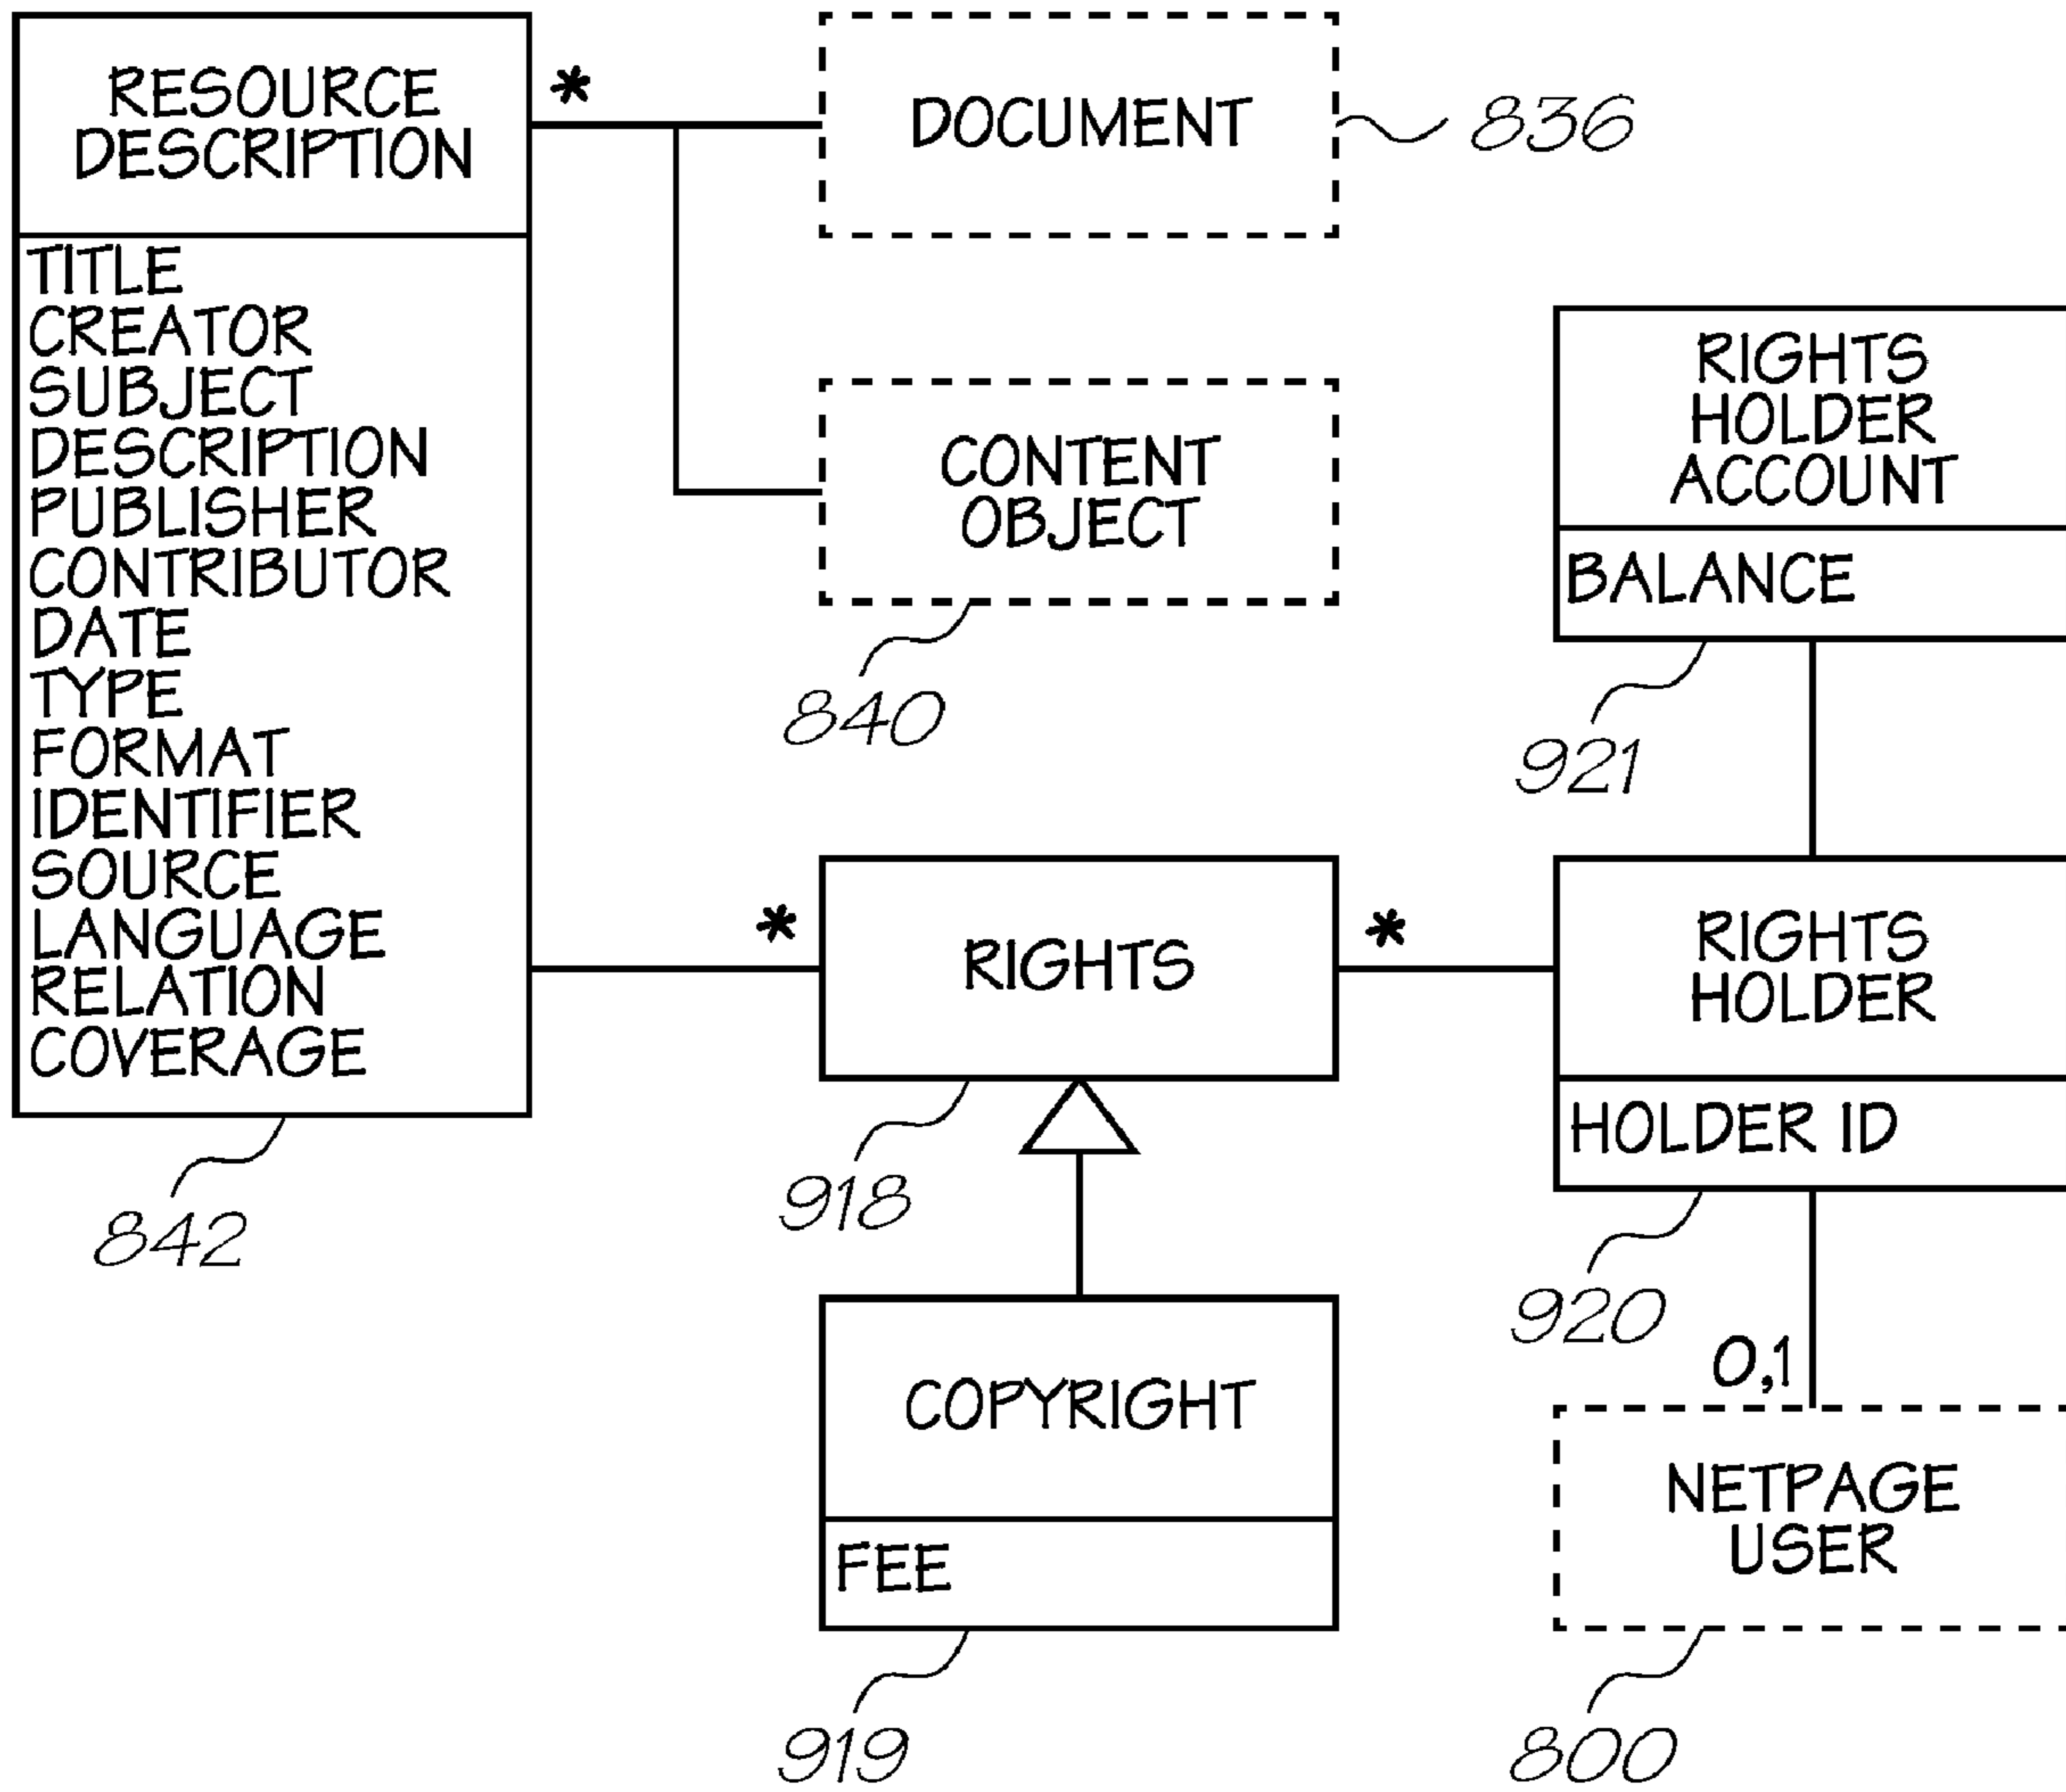 RESOURCE
DESCRIPTION
TITLE
CREATOR
SUBJECT
DESCRIPTION
PUBLISHER
CONTRIBUTOR
DATE
TYPE
FORMAT
IDENTIFIER
SOURCE
LANGUAGE
RELATION
COVERAGE
842
*
DOCUMENT
836
CONTENT
OBJECT
840
RIGHTS
HOLDER
ACCOUNT
BALANCE
921
*
RIGHTS
918
*
RIGHTS
HOLDER
HOLDER ID
920
COPYRIGHT
FEE
919
0,1
NETPAGE
USER
800